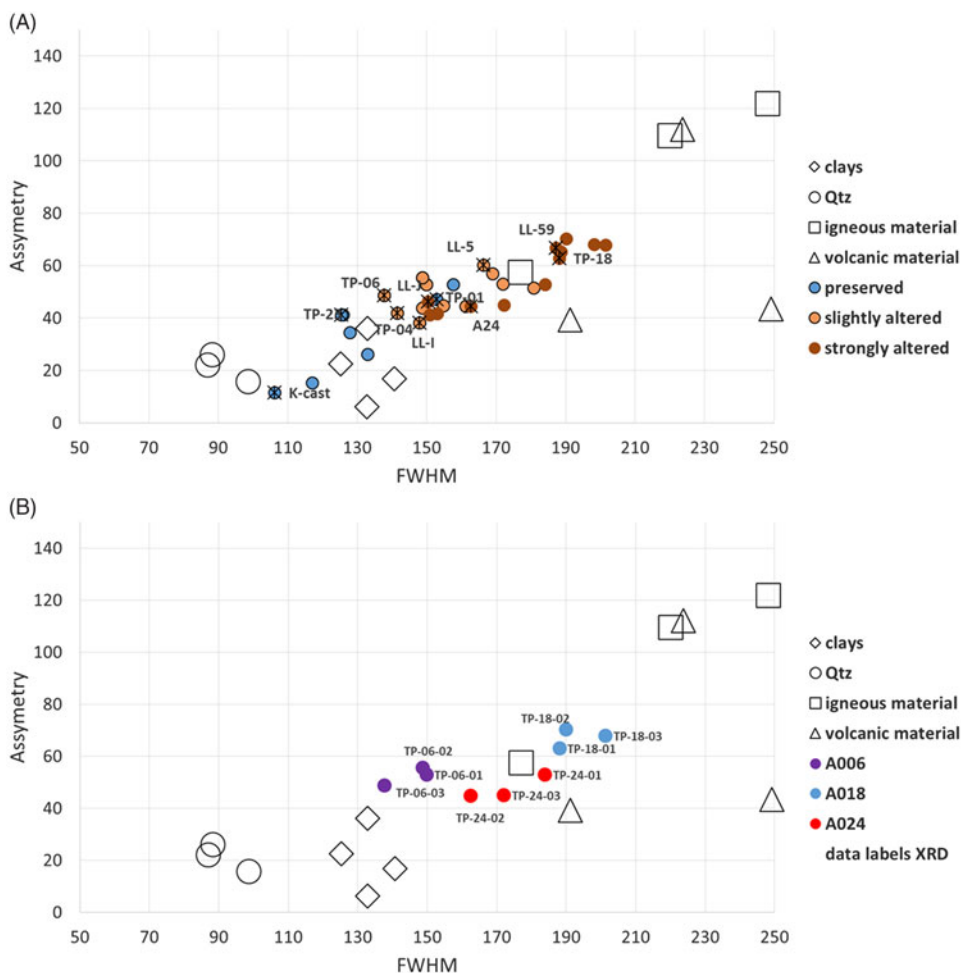 (A)
140
120
100
80
60
40
20
0
Assymetry
50 70 90 110 130 150 170 190 210 230 250
FWHM
LL-59
LL-5
TP-18
TP-06
LL-J
TP-01
TP-2
TP-04
A24
LL-I
K-cast
clays
Qtz
igneous material
volcanic material
preserved
slightly altered
strongly altered
(B)
140
120
100
80
60
40
20
0
Assymetry
50 70 90 110 130 150 170 190 210 230 250
FWHM
TP-18-02
TP-18-03
TP-18-01
TP-06-02
TP-06-01
TP-06-03
TP-24-01
TP-24-03
TP-24-02
clays
Qtz
igneous material
volcanic material
A006
A018
A024
data labels XRD